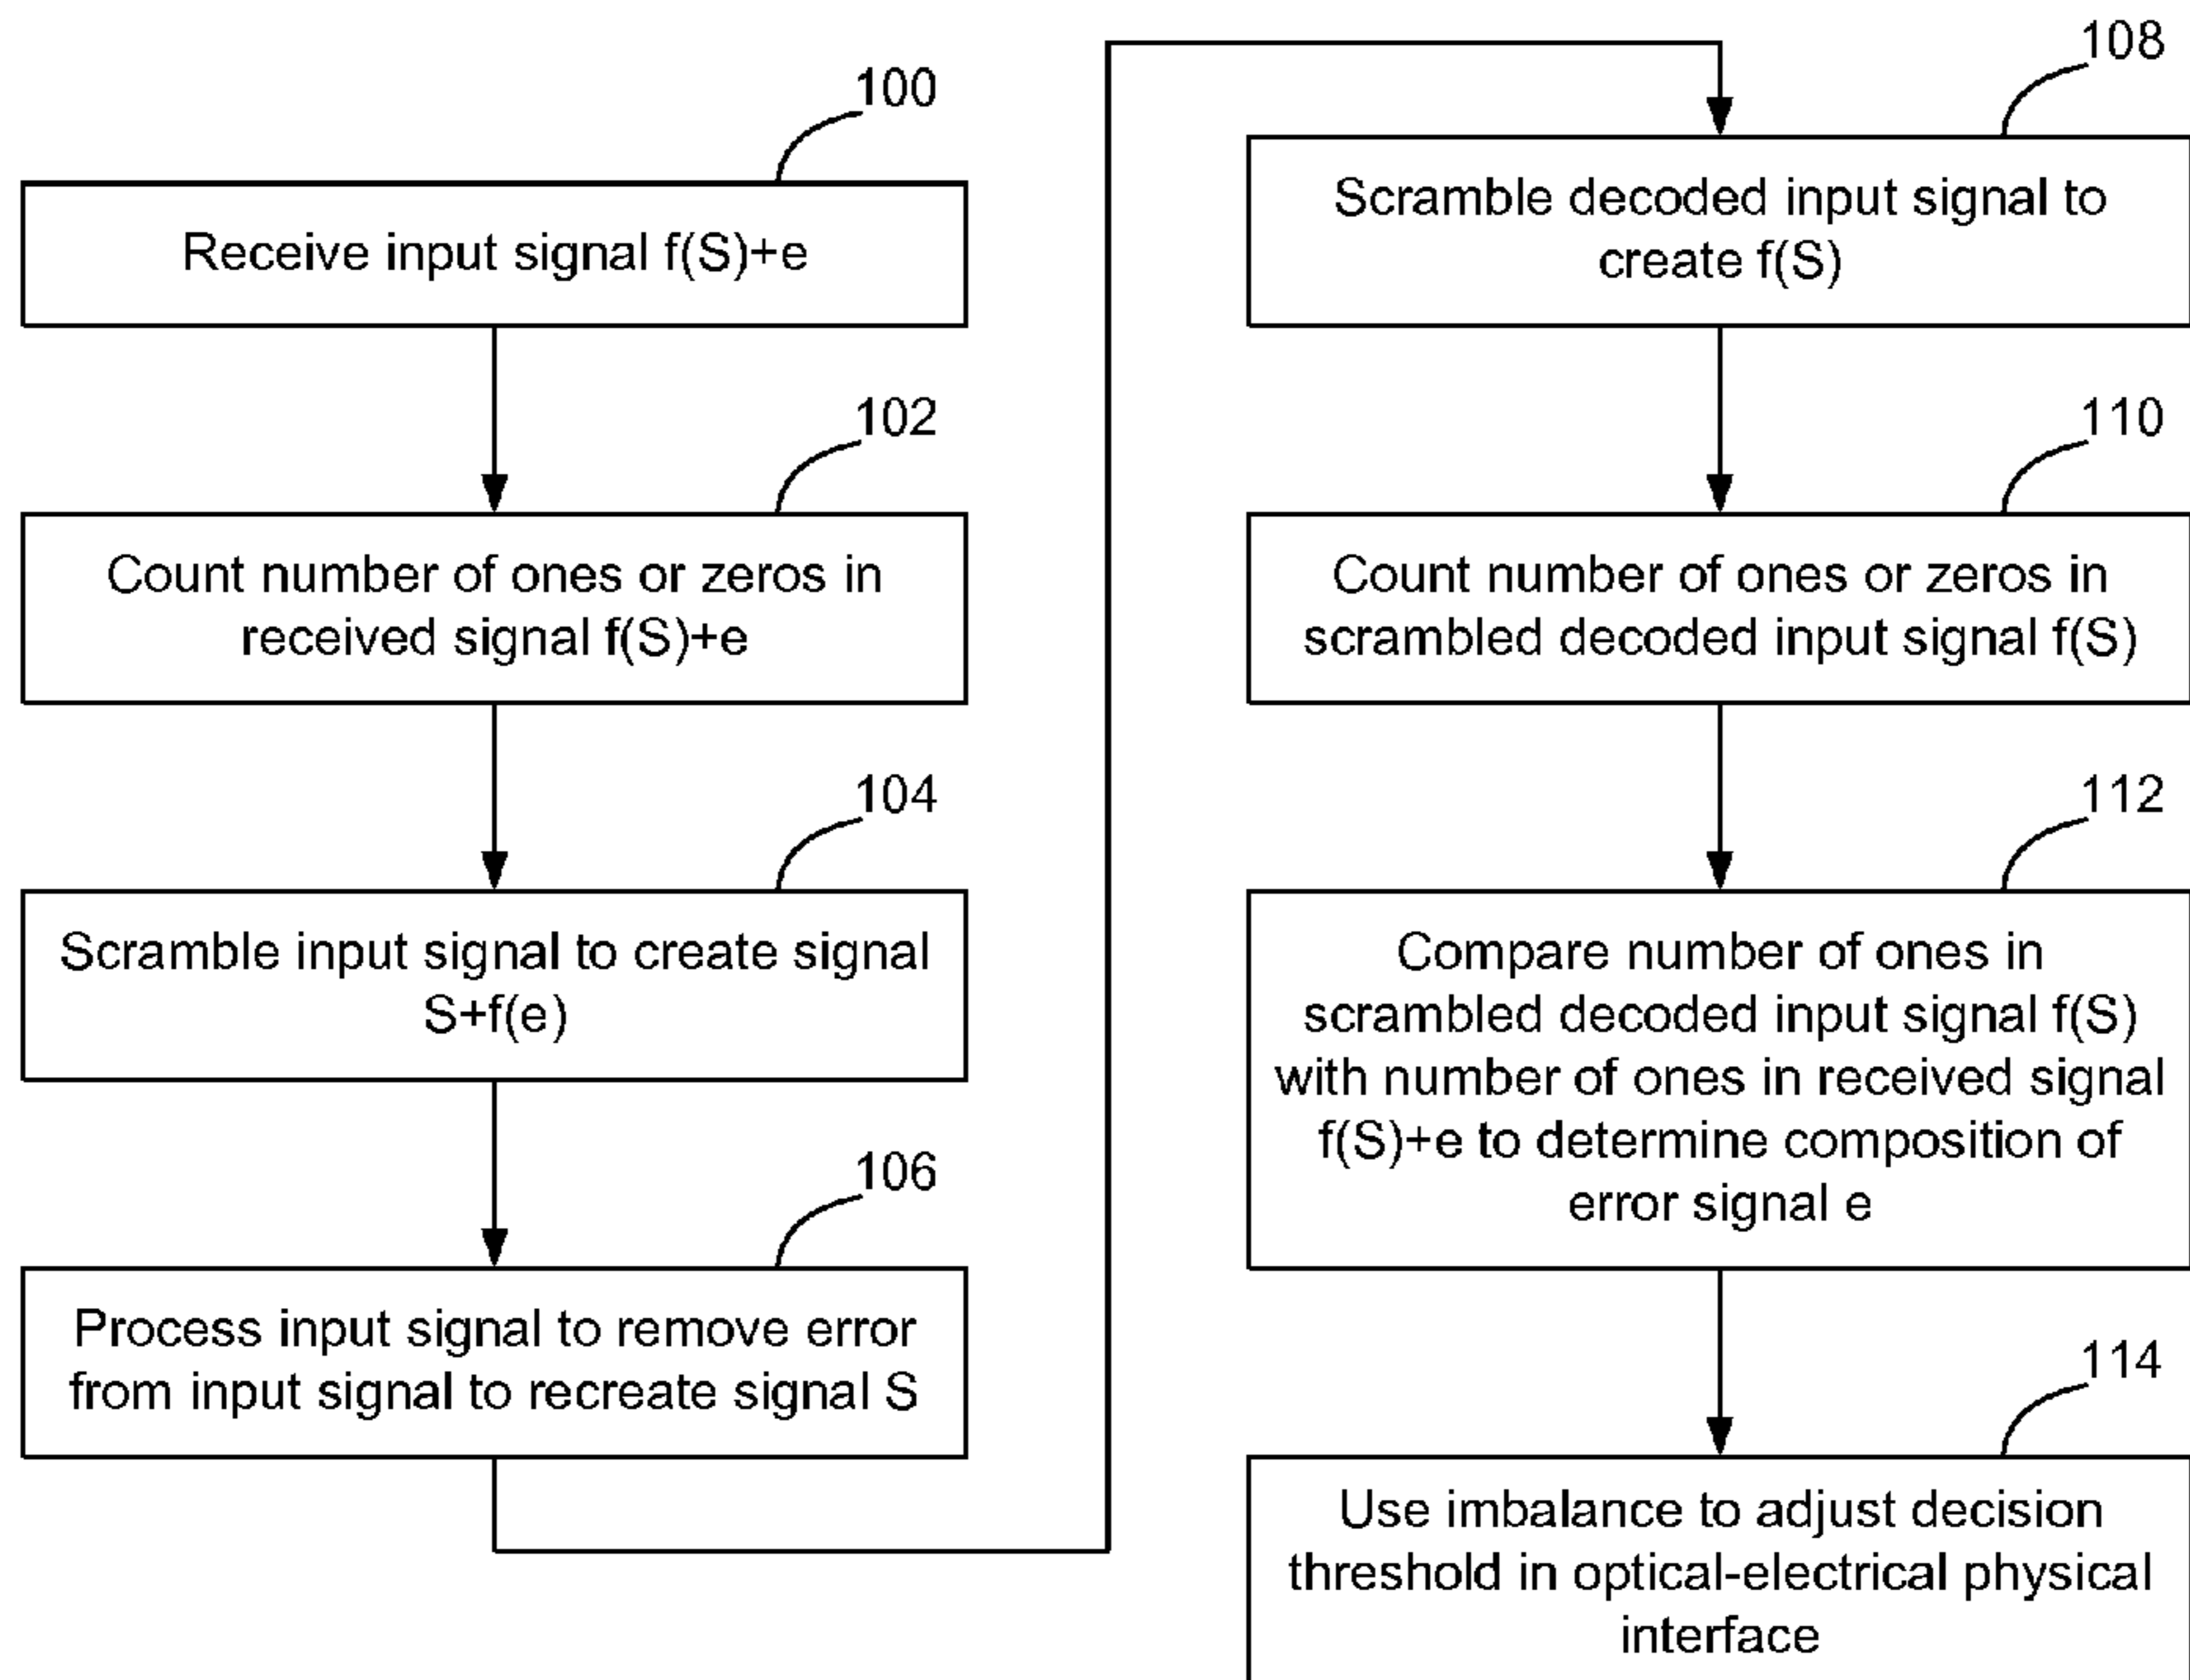 100
Receive input signal f(S)+e
102
Count number of ones or zeros in
received signal f(S)+e
104
Scramble input signal to create signal
S+f(e)
106
Process input signal to remove error
from input signal to recreate signal S
108
Scramble decoded input signal to
create f(S)
110
Count number of ones or zeros in
scrambled decoded input signal f(S)
112
Compare number of ones in
scrambled decoded input signal f(S)
with number of ones in received signal
f(S)+e to determine composition of
error signal e
114
Use imbalance to adjust decision
threshold in optical-electrical physical
interface